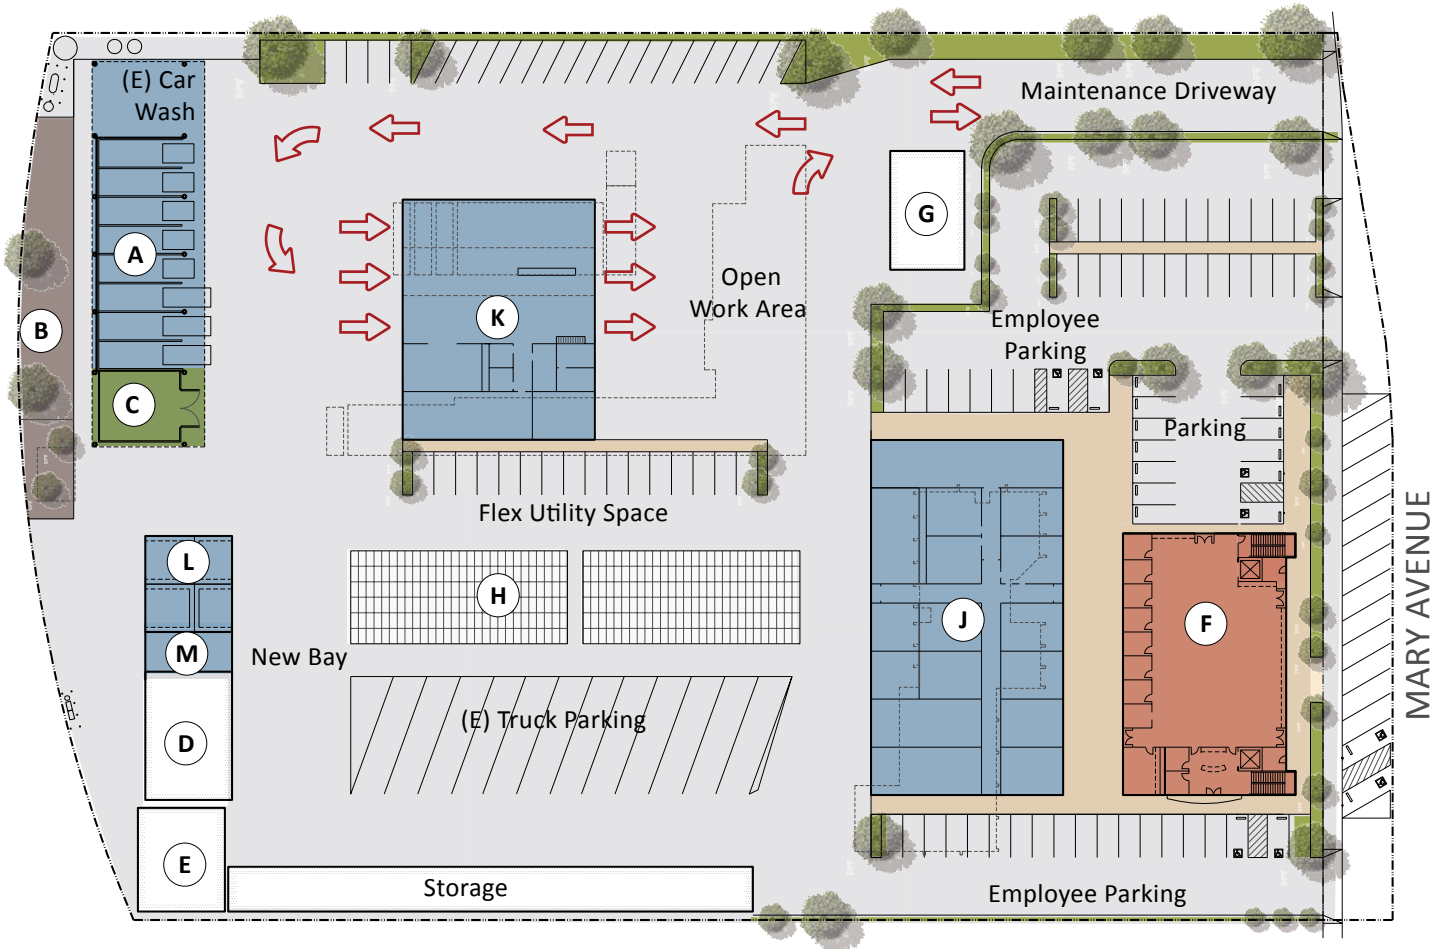 (E) Car
Wash
Maintenance Driveway
A
B
C
G
K
Open
Work Area
Employee
Parking
Parking
Flex Utility Space
MARY AVENUE
L
H
J
F
M
New Bay
(E) Truck Parking
D
E
Storage
Employee Parking